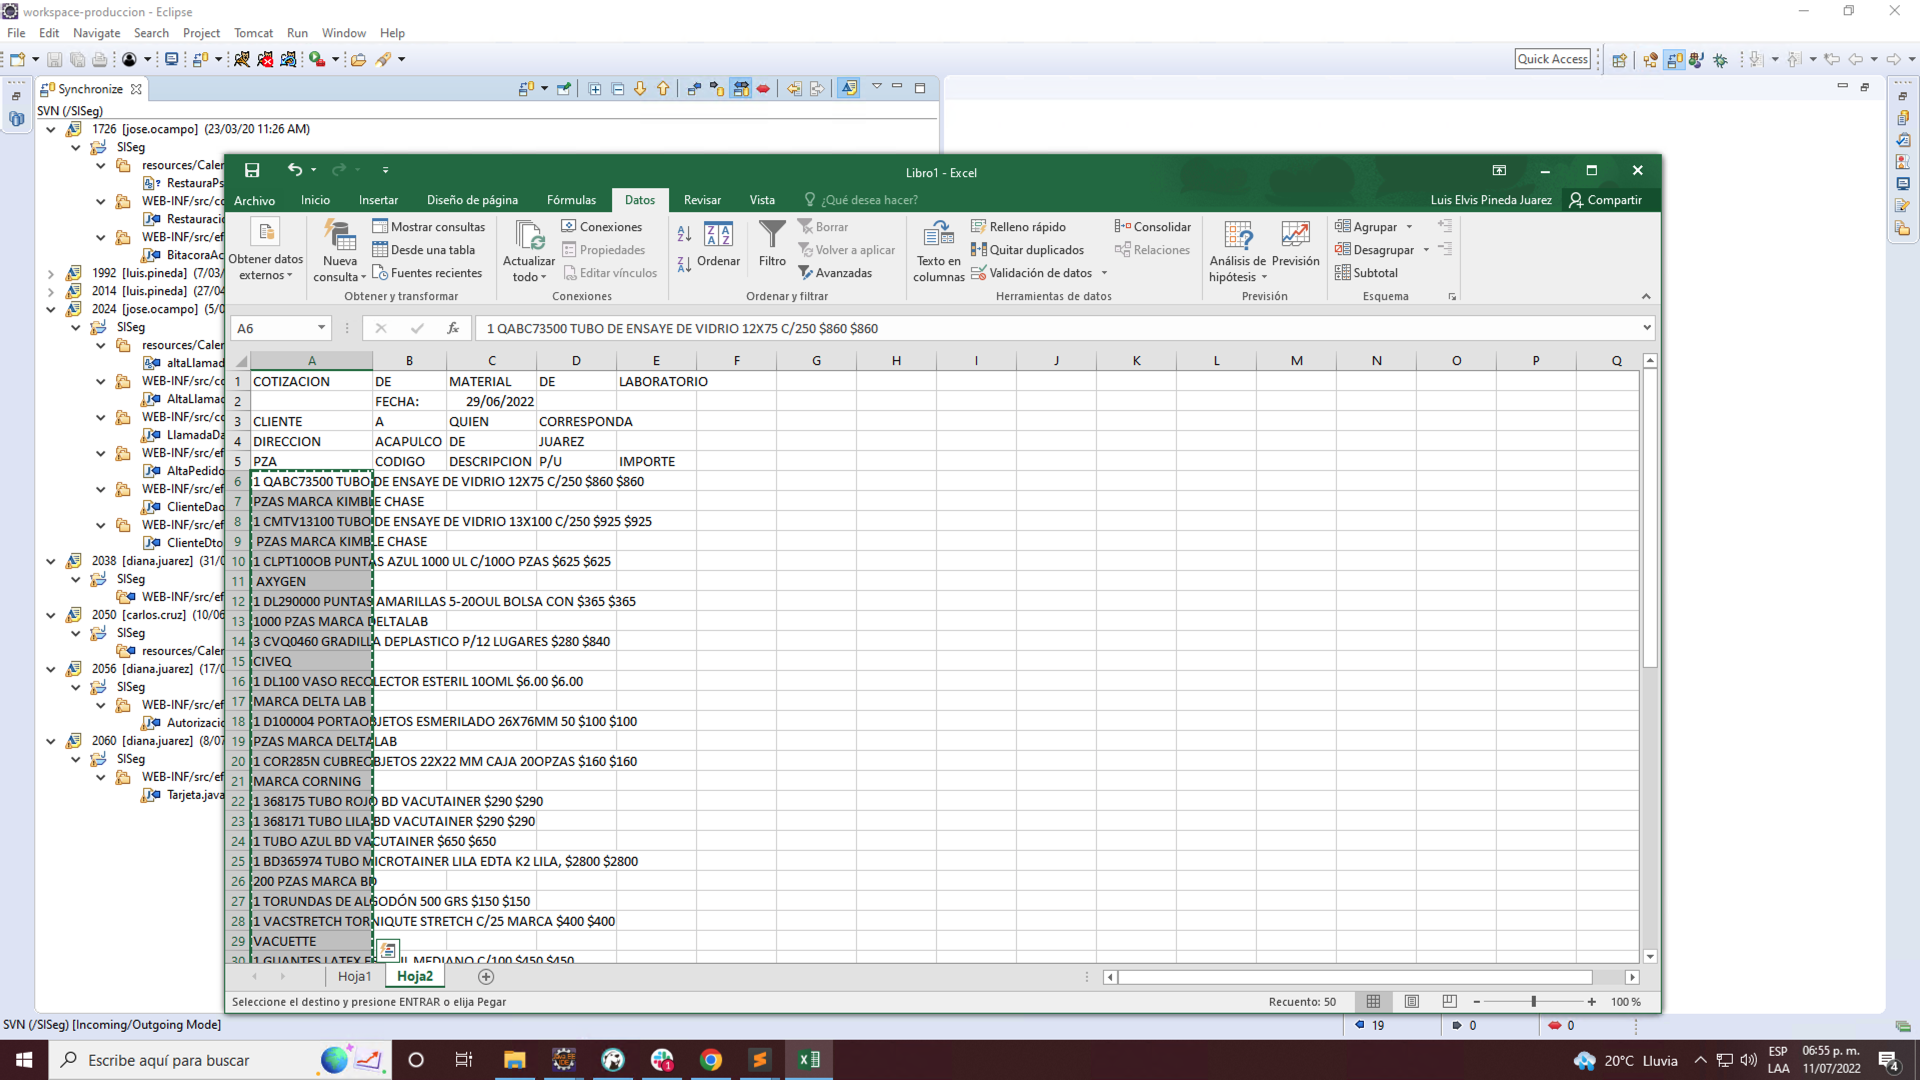 workspace-produccion - Eclipse
File Edit Navigate Search Project Tomcat Run Window Help
Quick Access
Synchronize
SVN (/SISeg)
1726 [jose.ocampo] (23/03/20 11:26 AM)
SISeg
resources/Caler
RestauraPs
WEB-INF/src/cc
Restauracic
WEB-INF/src/ef
BitacoraAc
1992 [luis.pineda] (7/03/
2014 [luis.pineda] (27/04
2024 [jose.ocampo] (5/0
SISeg
resources/Caler
altaLlamad
WEB-INF/src/cc
AltaLlamac
WEB-INF/src/cc
LlamadaDa
WEB-INF/src/ef
AltaPedido
WEB-INF/src/ef
ClienteDao
WEB-INF/src/ef
ClienteDto
2038 [diana.juarez] (31/0
SISeg
WEB-INF/src/ef
2050 [carlos.cruz] (10/06
SISeg
resources/Caler
2056 [diana.juarez] (17/0
SISeg
WEB-INF/src/ef
Autorizacic
2060 [diana.juarez] (8/07
SISeg
WEB-INF/src/ef
Tarjeta.java
Libro1 - Excel
Archivo Inicio Insertar Diseño de página Fórmulas Datos Revisar Vista ¿Qué desea hacer? Luis Elvis Pineda Juarez Compartir
Obtener datos externos
Nueva consulta
Mostrar consultas
Desde una tabla
Fuentes recientes
Obtener y transformar
Actualizar todo
Conexiones
Propiedades
Editar vínculos
Conexiones
Ordenar
Filtro
Borrar
Volver a aplicar
Avanzadas
Ordenar y filtrar
Texto en columnas
Relleno rápido
Quitar duplicados
Validación de datos
Consolidar
Relaciones
Herramientas de datos
Análisis de hipótesis
Previsión
Previsión
Agrupar
Desagrupar
Subtotal
Esquema
A6 fx 1 QABC73500 TUBO DE ENSAYE DE VIDRIO 12X75 C/250 $860 $860
A B C D E F G H I J K L M N O P Q
1 COTIZACION DE MATERIAL DE LABORATORIO
2 FECHA: 29/06/2022
3 CLIENTE A QUIEN CORRESPONDA
4 DIRECCION ACAPULCO DE JUAREZ
5 PZA CODIGO DESCRIPCION P/U IMPORTE
6 1 QABC73500 TUBO DE ENSAYE DE VIDRIO 12X75 C/250 $860 $860
7 PZAS MARCA KIMBLE CHASE
8 1 CMTV13100 TUBO DE ENSAYE DE VIDRIO 13X100 C/250 $925 $925
9 PZAS MARCA KIMBLE CHASE
10 1 CLPT100OB PUNTAS AZUL 1000 UL C/100O PZAS $625 $625
11 AXYGEN
12 1 DL290000 PUNTAS AMARILLAS 5-20OUL BOLSA CON $365 $365
13 1000 PZAS MARCA DELTALAB
14 3 CVQ0460 GRADILLA DEPLASTICO P/12 LUGARES $280 $840
15 CIVEQ
16 1 DL100 VASO RECOLECTOR ESTERIL 10OML $6.00 $6.00
17 MARCA DELTA LAB
18 1 D100004 PORTAOBJETOS ESMERILADO 26X76MM 50 $100 $100
19 PZAS MARCA DELTALAB
20 1 COR285N CUBREOBJETOS 22X22 MM CAJA 20OPZAS $160 $160
21 MARCA CORNING
22 1 368175 TUBO ROJO BD VACUTAINER $290 $290
23 1 368171 TUBO LILA BD VACUTAINER $290 $290
24 1 TUBO AZUL BD VACUTAINER $650 $650
25 1 BD365974 TUBO MICROTAINER LILA EDTA K2 LILA, $2800 $2800
26 200 PZAS MARCA BD
27 1 TORUNDAS DE ALGODÓN 500 GRS $150 $150
28 1 VACSTRETCH TORNIQUTE STRETCH C/25 MARCA $400 $400
29 VACUETTE
30 1 GUANTES LATEX MEDIANO C/100 $450 $450
Hoja1 Hoja2
Seleccione el destino y presione ENTRAR o elija Pegar Recuento: 50 100 %
SVN (/SISeg) [Incoming/Outgoing Mode] 19 0 0
Escribe aquí para buscar
20°C Lluvia
ESP
LAA
06:55 p. m.
11/07/2022
4